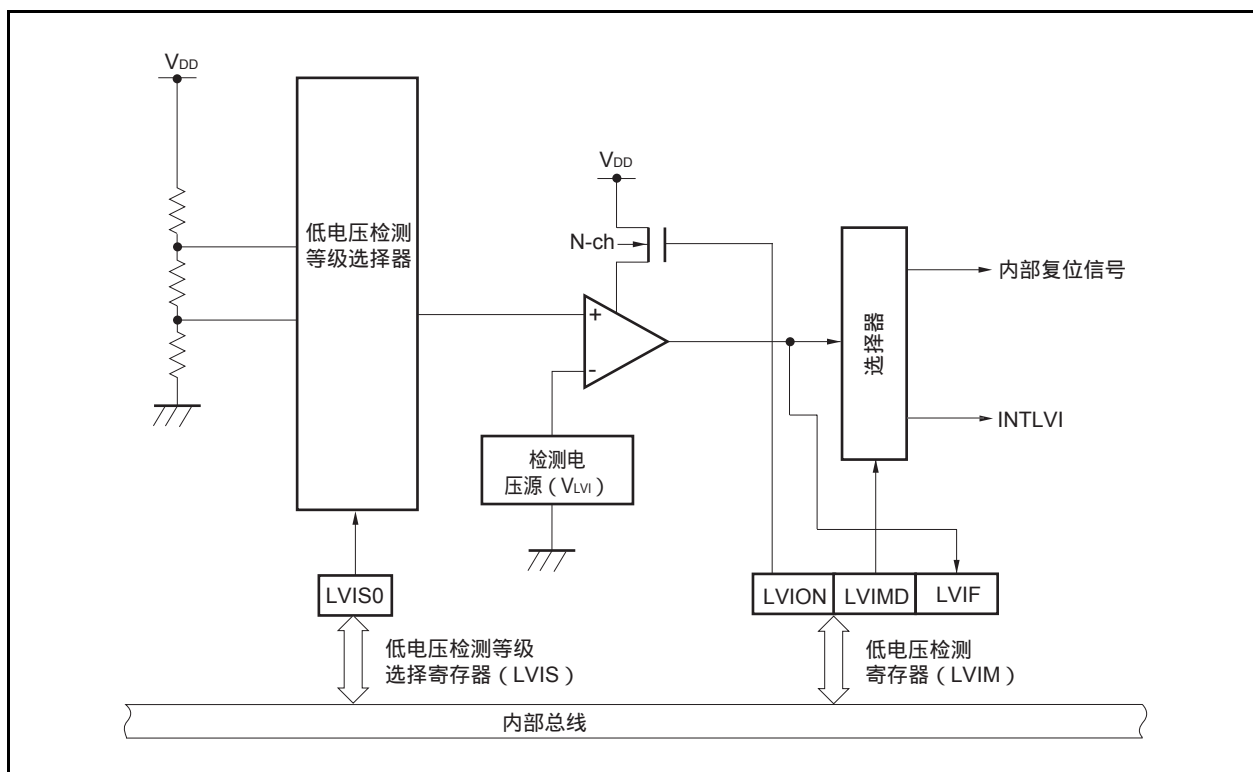 VDD
VDD
低电压检测
等级选择器
N-ch
+
-
选择器
内部复位信号
INTLVI
检测电
压源（VLVI）
LVIS0
LVION
LVIMD
LVIF
低电压检测等级
选择寄存器（LVIS）
低电压检测
寄存器（LVIM）
内部总线